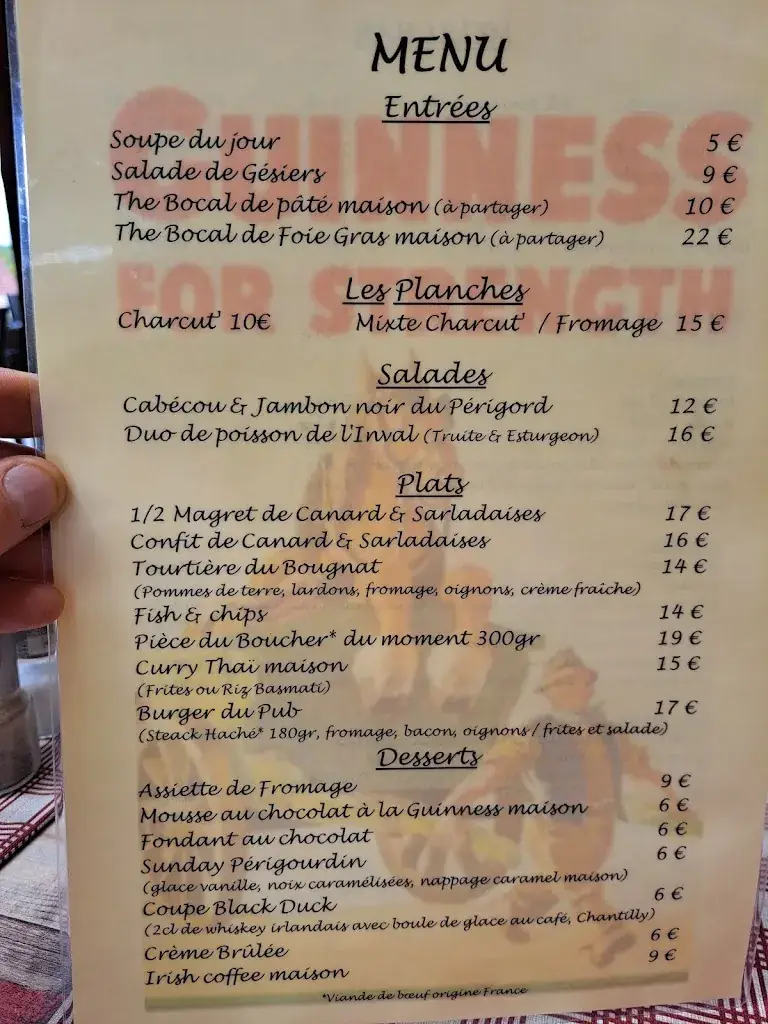 MENU
Entrées
Soupe du jour 5 €
Salade de Gésiers 9 €
The Bocal de pâté maison (à partager) 10 €
The Bocal de Foie Gras maison (à partager) 22 €
GUINNESS
FOR STRENGTH
Les Planches
Charcut' 10€ Mixte Charcut' / Fromage 15 €
Salades
Cabécou & Jambon noir du Périgord 12 €
Duo de poisson de l'Inval (Truite & Esturgeon) 16 €
Plats
1/2 Magret de Canard & Sarladaises 17 €
Confit de Canard & Sarladaises 16 €
Tourtière du Bougnat 14 €
(Pommes de terre, lardons, fromage, oignons, crème fraîche)
Fish & chips 14 €
Pièce du Boucher* du moment 300gr 19 €
Curry Thaï maison 15 €
(Frites ou Riz Basmati)
Burger du Pub 17 €
(Steack Haché* 180gr, fromage, bacon, oignons / frites et salade)
Desserts
Assiette de Fromage 9 €
Mousse au chocolat à la Guinness maison 6 €
Fondant au chocolat 6 €
Sunday Périgourdin 6 €
(glace vanille, noix caramélisées, nappage caramel maison)
Coupe Black Duck 6 €
(2cl de whiskey irlandais avec boule de glace au café, Chantilly)
Crème Brûlée 6 €
Irish coffee maison 9 €
*Viande de bœuf origine France